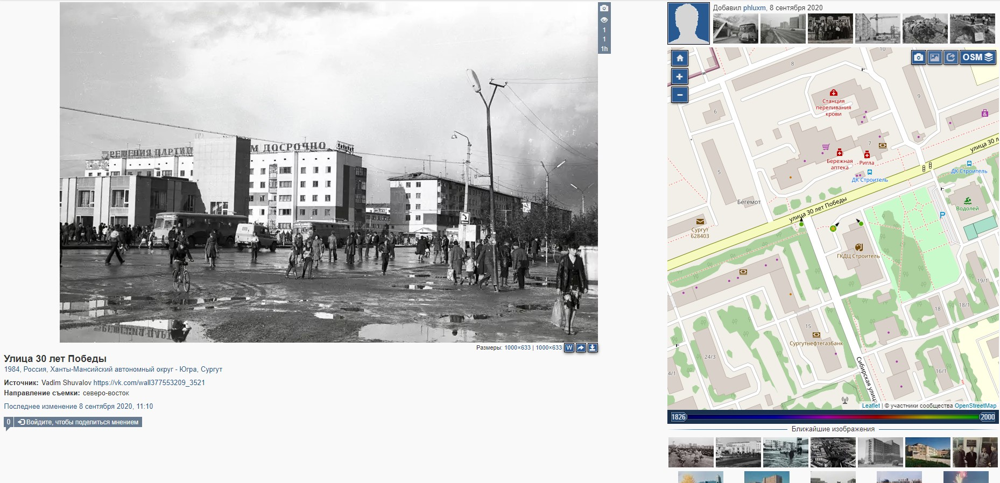 РЕШЕНИЯ ПАРТИИ
М ДОСРОЧНО
1
1
1h
Размеры: 1000×633 | 1000×633
W
Улица 30 лет Победы
1984, Россия, Ханты-Мансийский автономный округ - Югра, Сургут
Источник: Vadim Shuvalov https://vk.com/wall377553209_3521
Направление съемки: северо-восток
Последнее изменение 8 сентября 2020, 11:10
0
Войдите, чтобы поделиться мнением
Добавил phluxm, 8 сентября 2020
OSM
10
8
9
Станция
переливания
крови
6
7
5
Бережная
аптека
Ригла
ДК Строитель
улица 30 л
ДК Строитель
Бегемот
улица 30 лет Победы
Водолей
P
Сургут
628403
ГКДЦ Строитель
19/1
18
18/1
15
Сургутнефтегазбанк
24/3
4/1
16/1
Сибирская улица
Leaflet | © участники сообщества OpenStreetMap
1826
2000
Ближайшие изображения